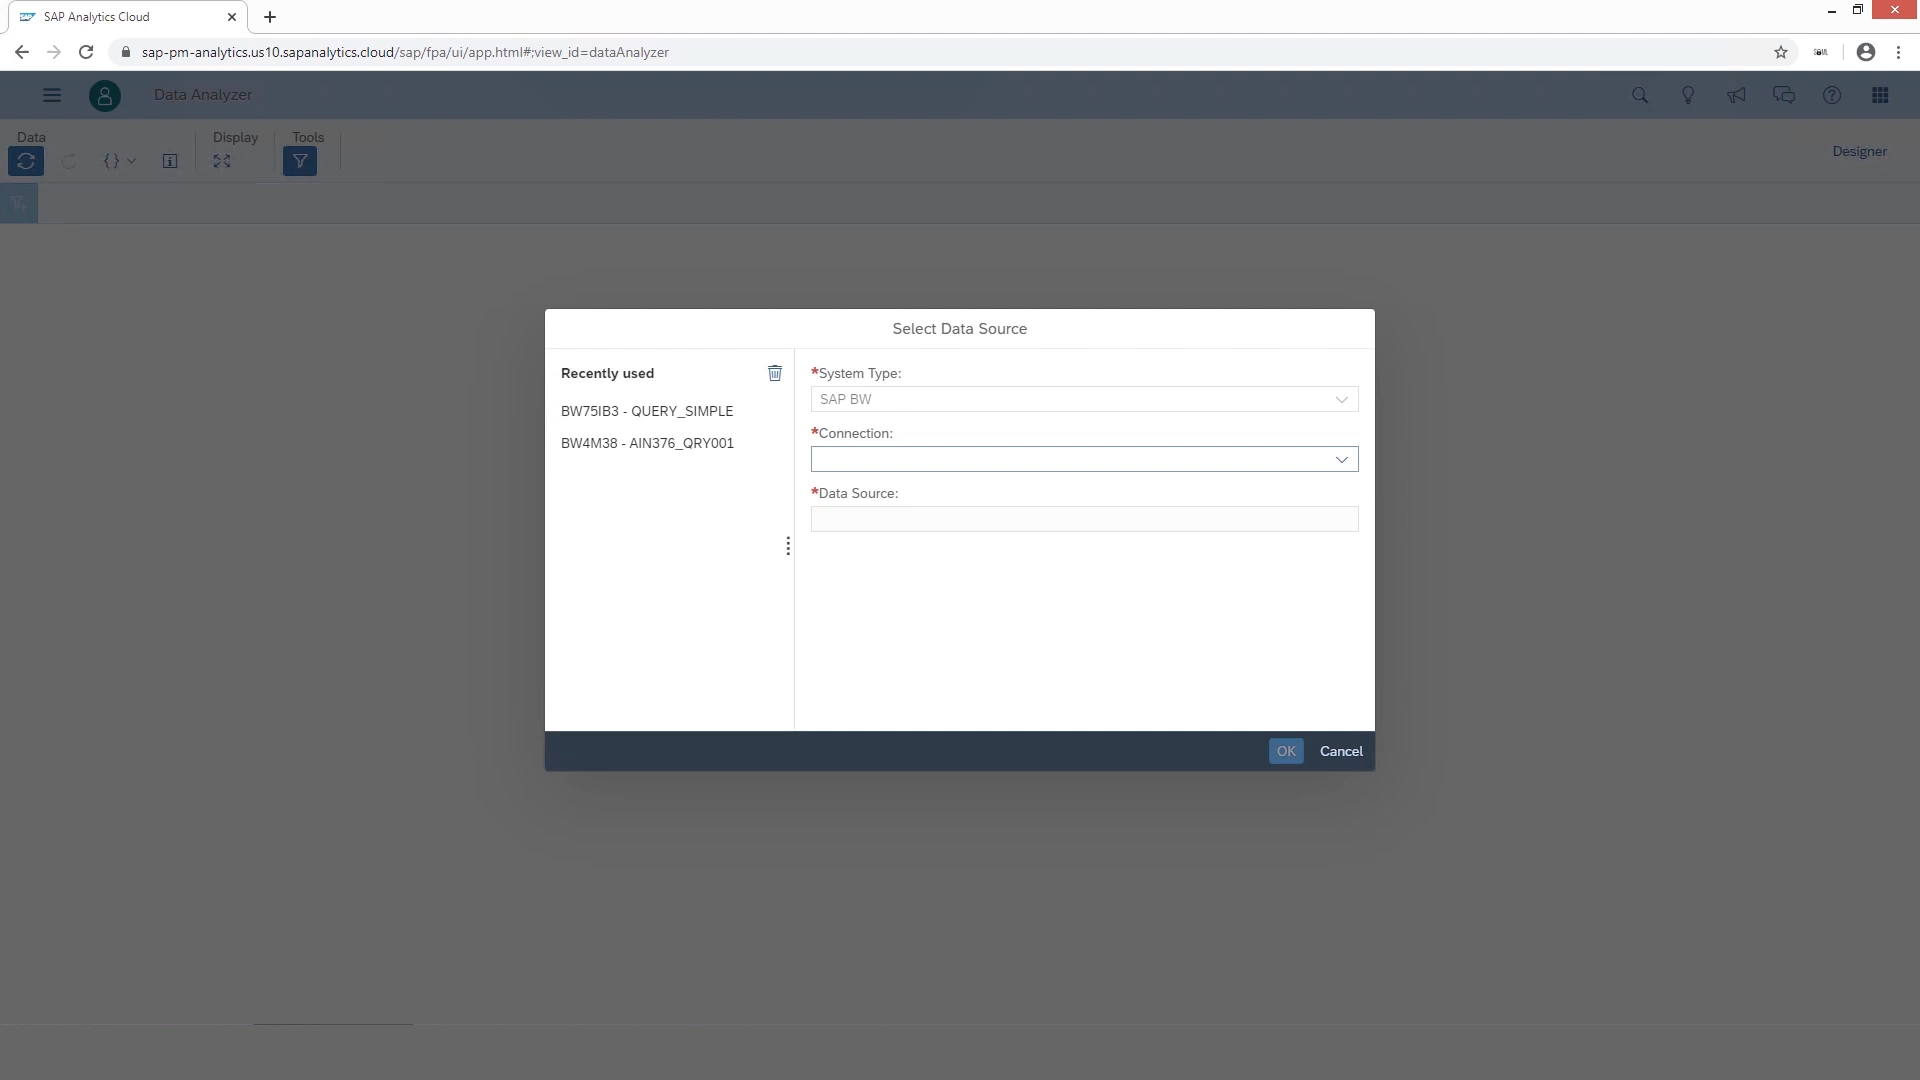 SAP Analytics Cloud
sap-pm-analytics.us10.sapanalytics.cloud/sap/fpa/ui/app.html#;view_id=dataAnalyzer
Data Analyzer
Data
Display
Tools
Designer
Select Data Source
Recently used
BW75IB3 - QUERY_SIMPLE
BW4M38 - AIN376_QRY001
*System Type:
SAP BW
*Connection:
*Data Source:
OK
Cancel